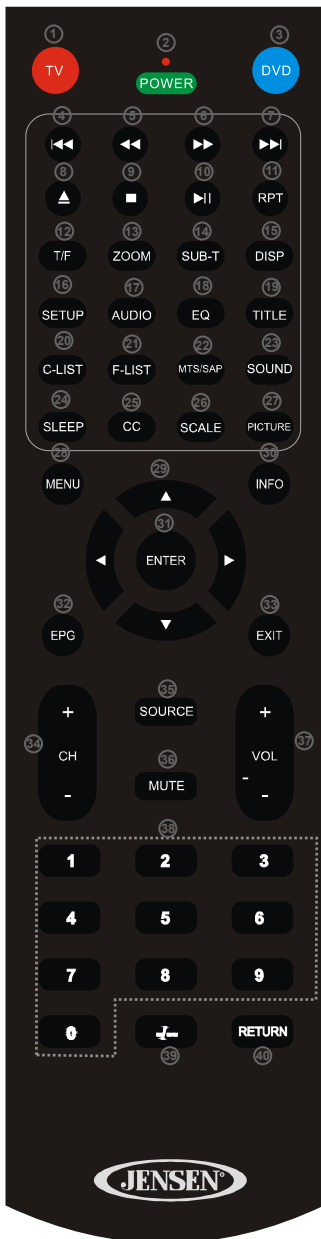 1 2 3
TV POWER DVD
4 5 6 7
8 9 10 11
RPT
12 13 14 15
T/F ZOOM SUB-T DISP
16 17 18 19
SETUP AUDIO EQ TITLE
20 21 22 23
C-LIST F-LIST MTS/SAP SOUND
24 25 26 27
SLEEP CC SCALE PICTURE
28 29 30
MENU INFO
31
ENTER
32 33
EPG EXIT
35
+ SOURCE +
34 CH 36 VOL 37
- MUTE - -
38
1 2 3
4 5 6
7 8 9
0 RETURN
39 40
JENSEN®